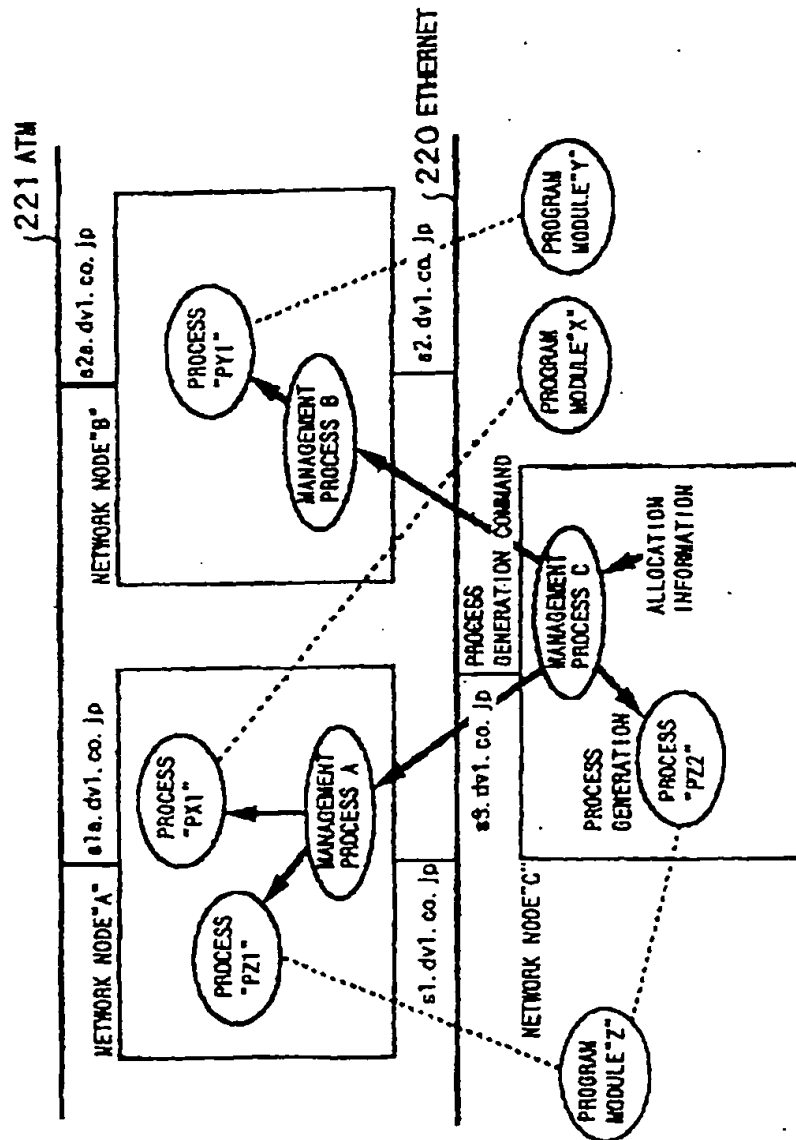 221 ATM
s1a.dv1.co.jp
s2a.dv1.co.jp
NETWORK NODE"A"
NETWORK NODE"B"
PROCESS
"PZ1"
PROCESS
"PX1"
PROCESS
"PY1"
MANAGEMENT
PROCESS A
MANAGEMENT
PROCESS B
s1.dv1.co.jp
s2.dv1.co.jp
220 ETHERNET
s9.dv1.co.jp
PROCESS
GENERATION COMMAND
NETWORK NODE"C"
PROGRAM
MODULE"Z"
PROCESS
GENERATION
MANAGEMENT
PROCESS C
PROCESS
"PZ2"
ALLOCATION
INFORMATION
PROGRAM
MODULE"X"
PROGRAM
MODULE"Y"